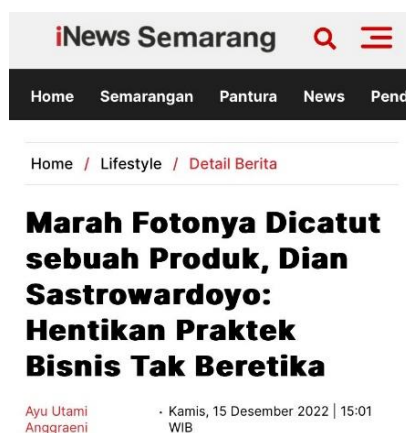 iNews Semarang
Home Semarangan Pantura News Pend
Home / Lifestyle / Detail Berita
Marah Fotonya Dicatut
sebuah Produk, Dian
Sastrowardoyo:
Hentikan Praktek
Bisnis Tak Beretika
Ayu Utami · Kamis, 15 Desember 2022 | 15:01
Anggraeni WIB